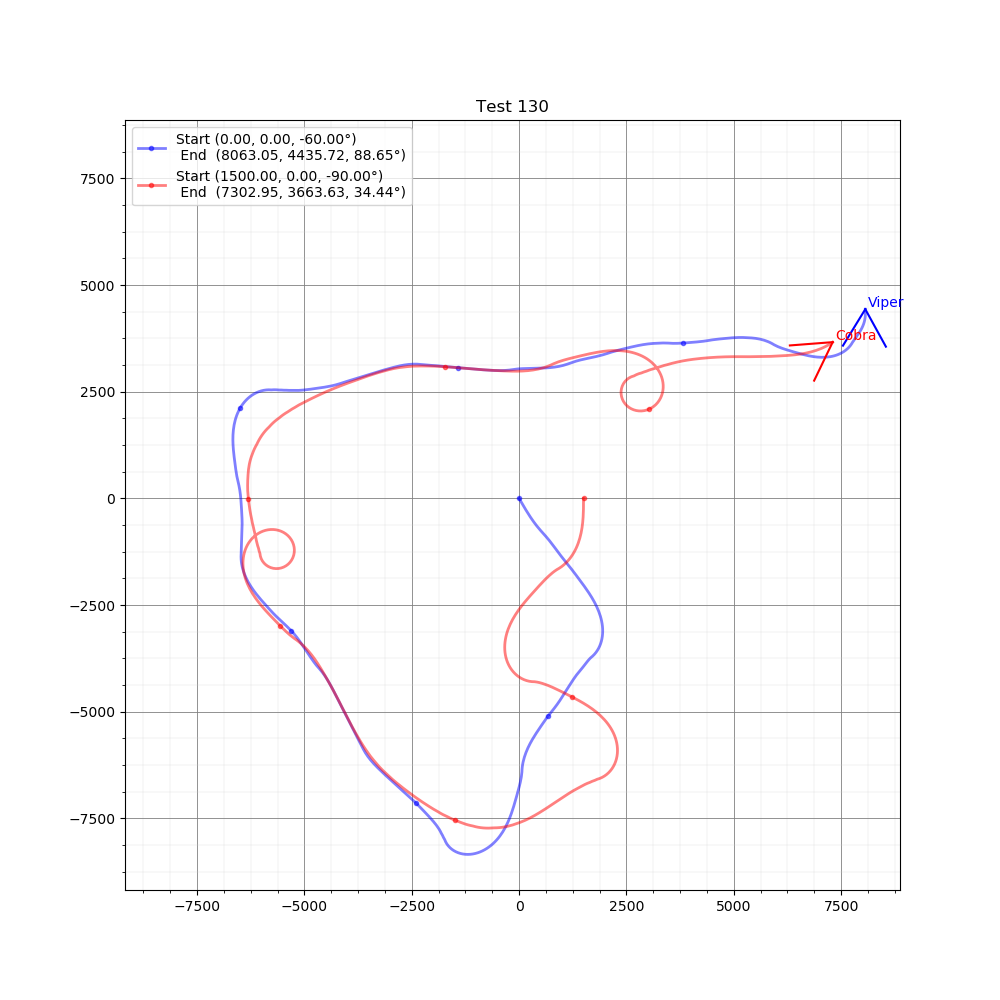 Test 130
Start (0.00, 0.00, -60.00°)
End (8063.05, 4435.72, 88.65°)
Start (1500.00, 0.00, -90.00°)
End (7302.95, 3663.63, 34.44°)
7500
5000
2500
0
−2500
−5000
−7500
Viper
Cobra
−7500
−5000
−2500
0
2500
5000
7500